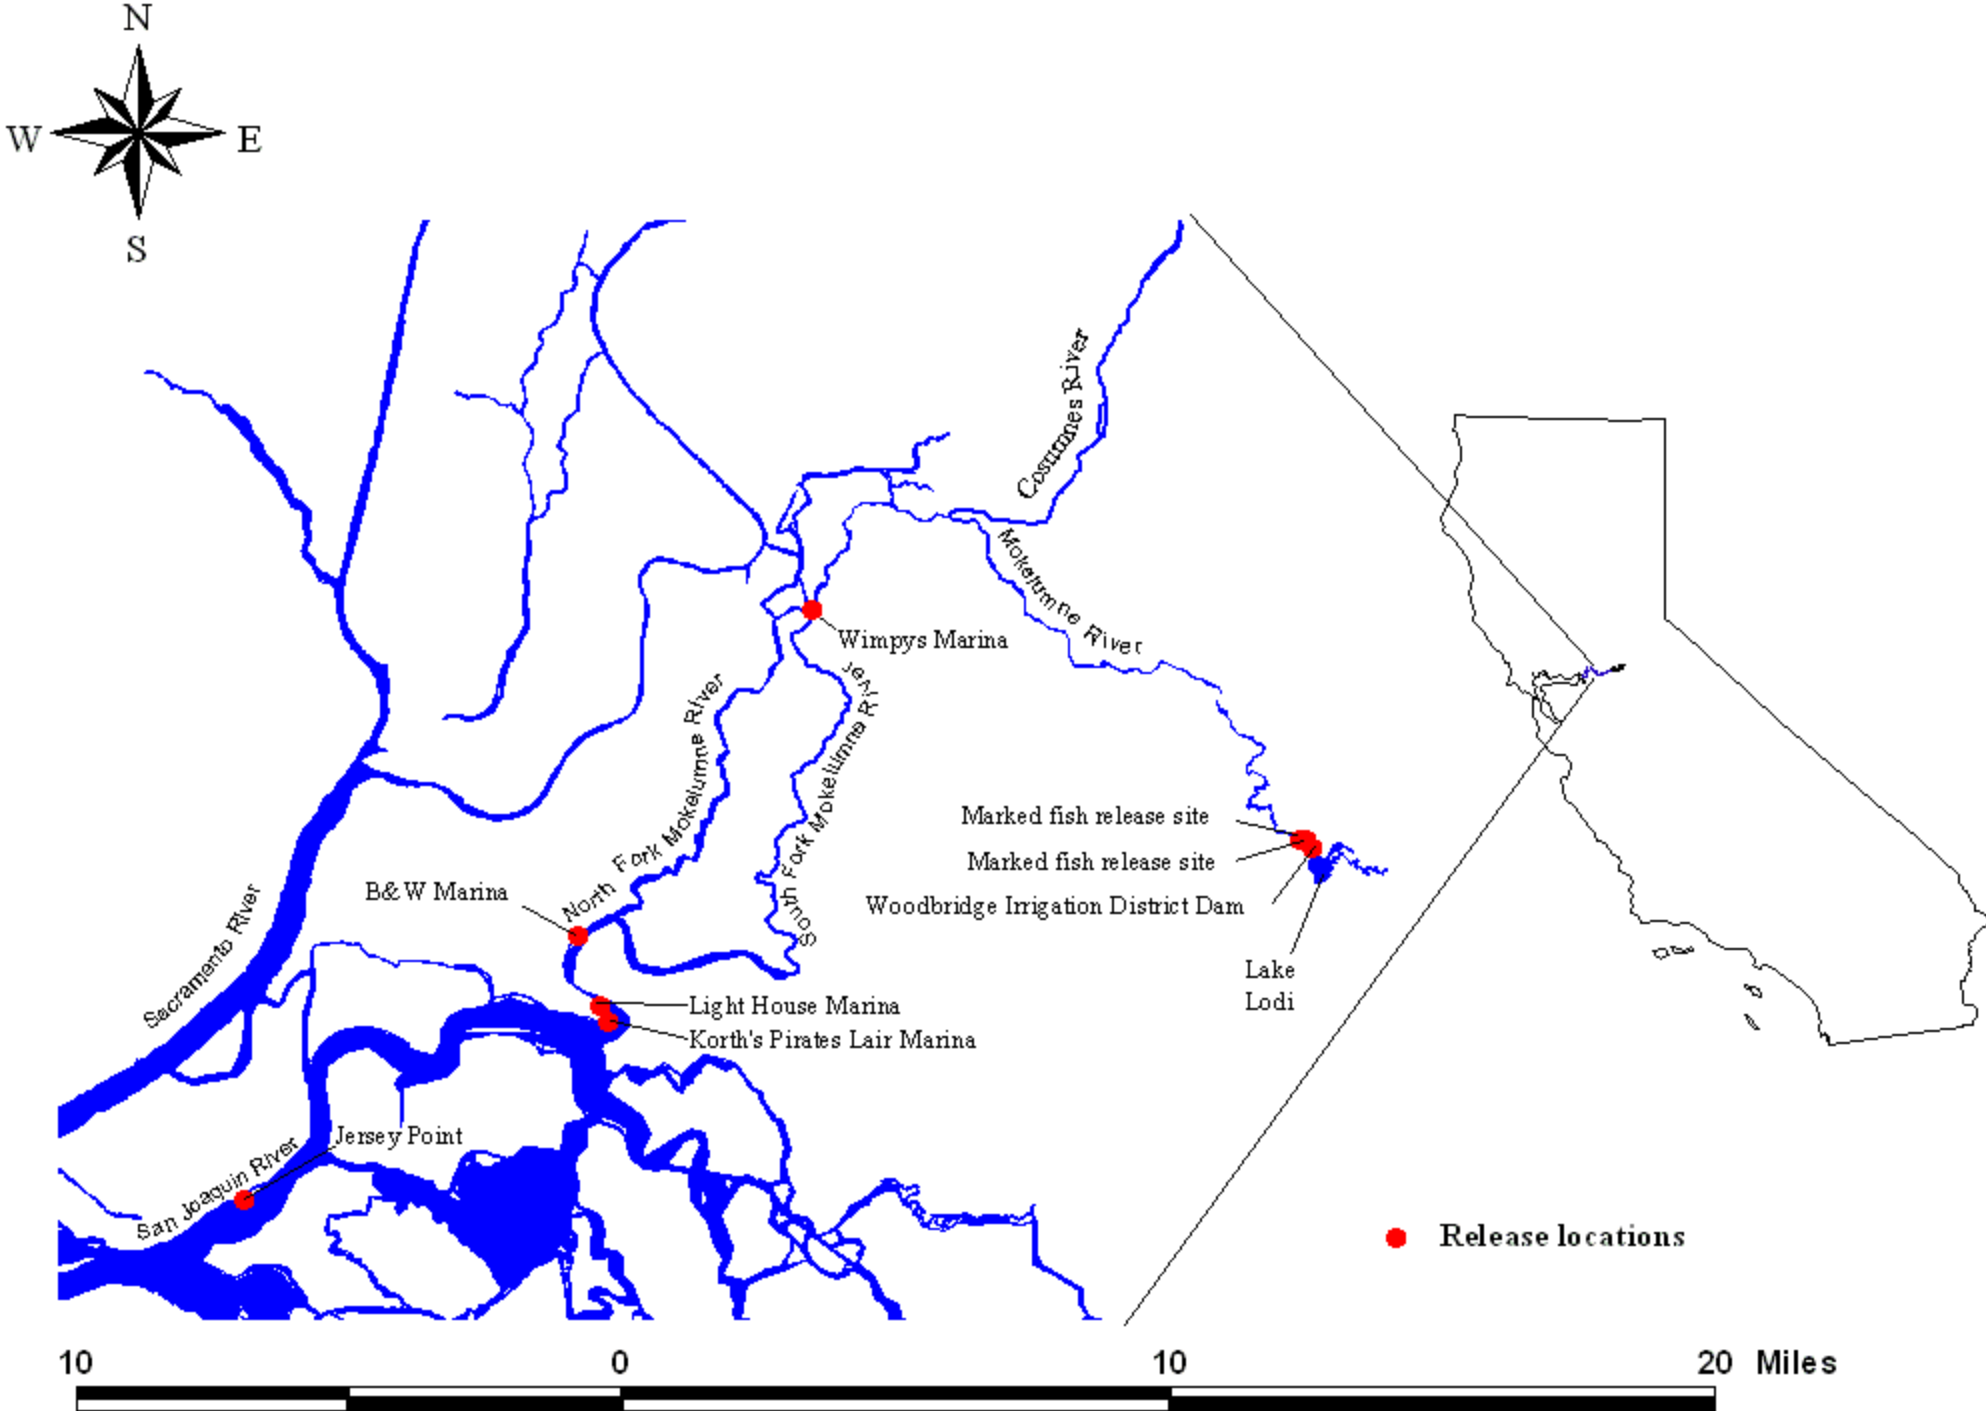 N
W
E
S
Costumnes River
Mokelumne River
Wimpys Marina
North Fork Mokelumne River
South Fork Mokelumne River
Marked fish release site
Marked fish release site
Woodbridge Irrigation District Dam
B&W Marina
Sacramento River
Lake
Lodi
Light House Marina
Korth's Pirates Lair Marina
Jersey Point
San Joaquin River
Release locations
10 0 10 20 Miles